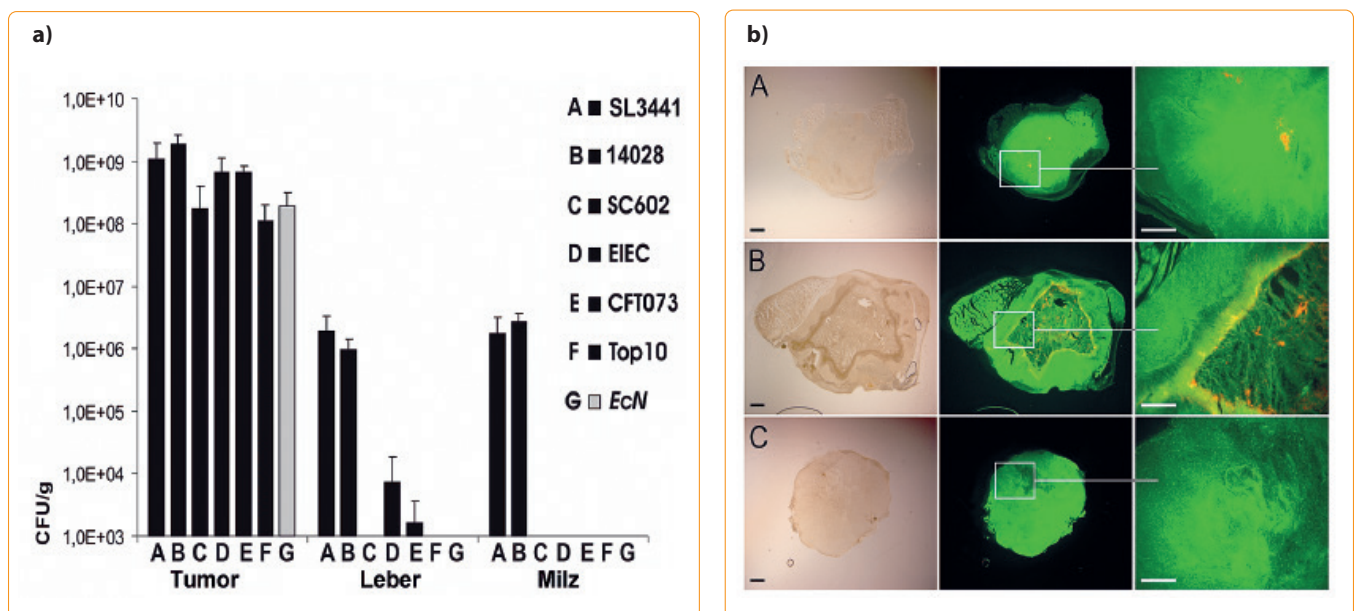 a)
1,0E+10
1,0E+09
1,0E+08
1,0E+07
1,0E+06
1,0E+05
1,0E+04
1,0E+03
CFU/g
A B C D E F G
Tumor
A B C D E F G
Leber
A B C D E F G
Milz
A SL3441
B 14028
C SC602
D EIEC
E CFT073
F Top10
G EcN
b)
A
B
C